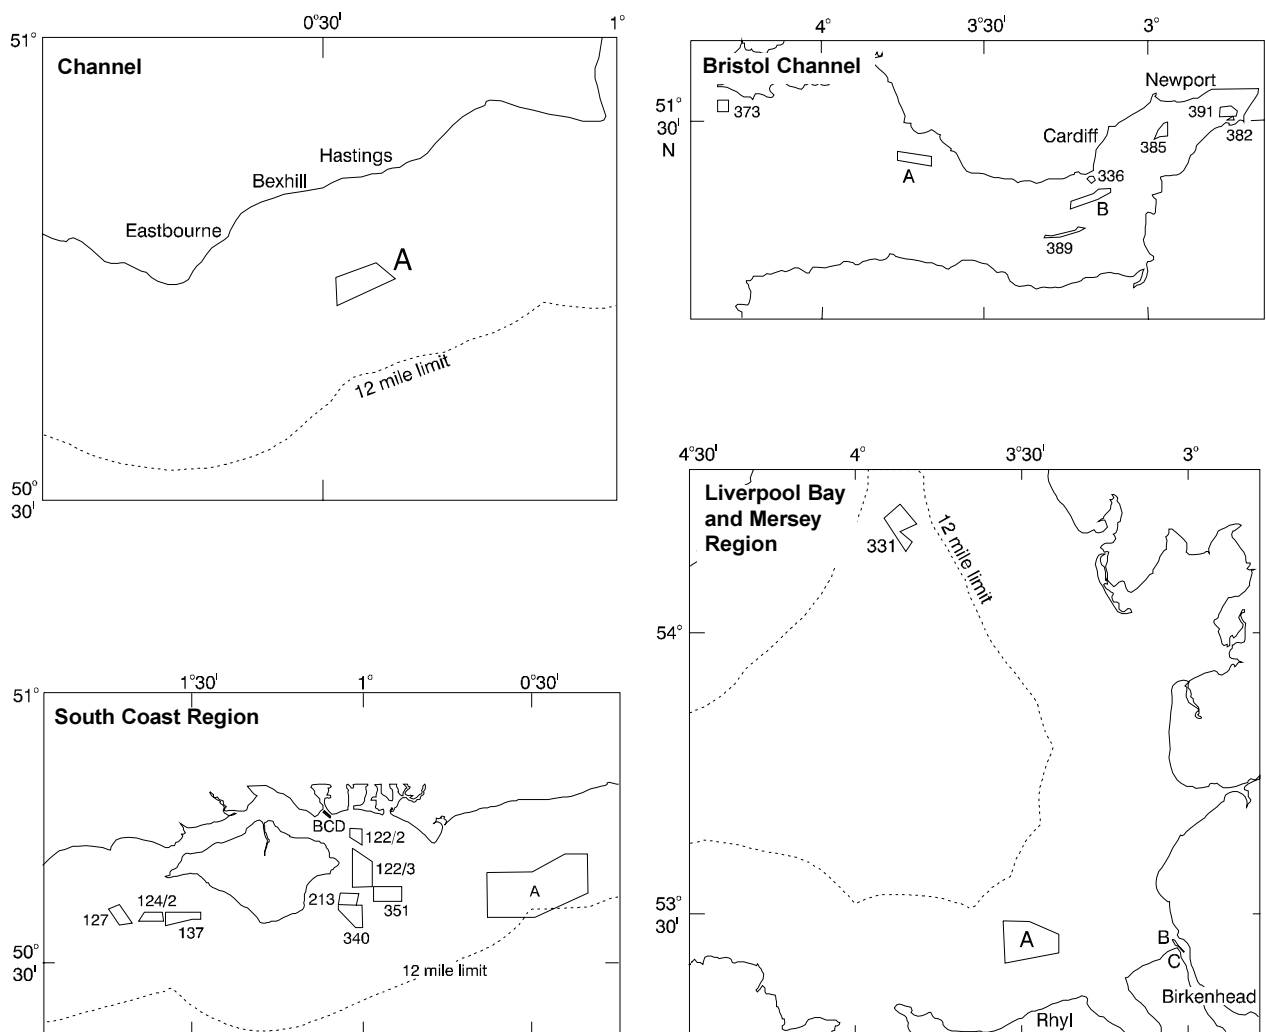 0°30' 1°
51°
Channel
Hastings
Bexhill
Eastbourne
A
12 mile limit
50°
30'
4° 3°30' 3°
Bristol Channel
Newport
51°
30'
N
373
391
382
Cardiff
385
A
336
B
389
4°30' 4° 3°30' 3°
Liverpool Bay
and Mersey
Region
12 mile limit
331
54°
53°
30'
A
B
C
Birkenhead
Rhyl
1°30' 1° 0°30'
51°
South Coast Region
BCD
122/2
122/3
A
124/2
213
127
351
137
340
50°
30'
12 mile limit